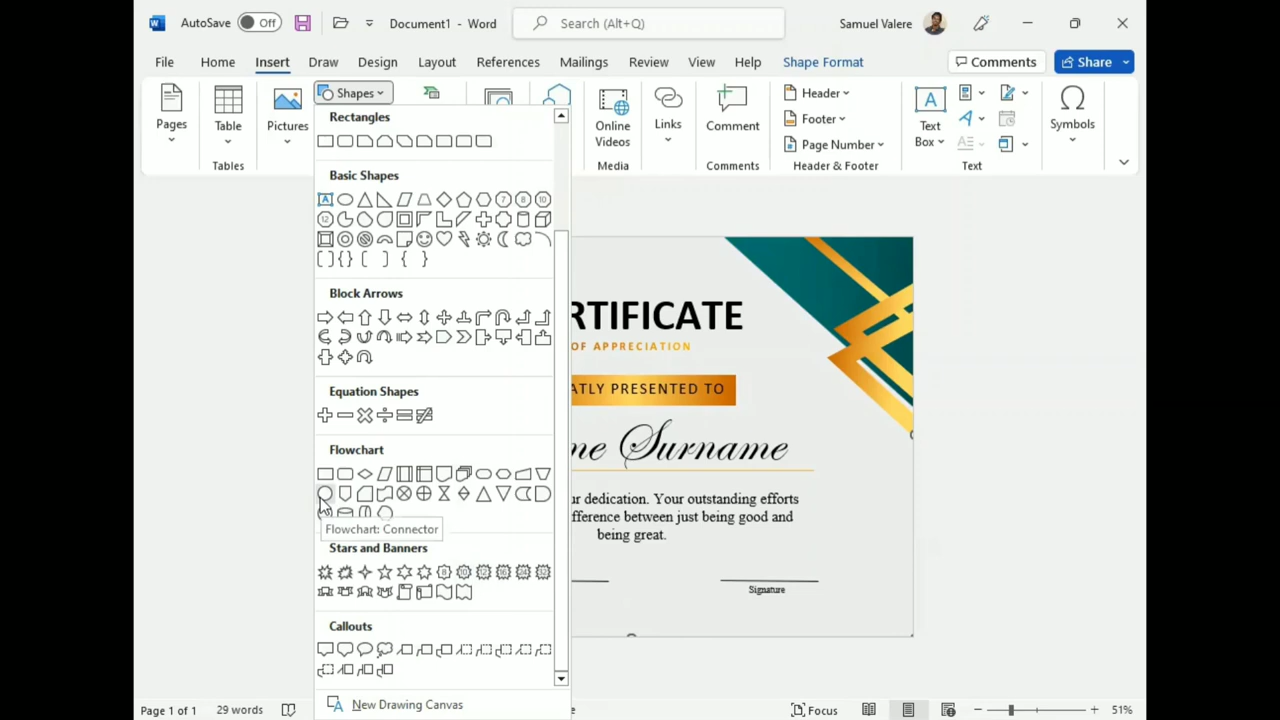 AutoSave Off Document1 - Word Search (Alt+Q) Samuel Valere
File Home Insert Draw Design Layout References Mailings Review View Help Shape Format Comments Share
Pages Table Pictures Shapes Online Videos Links Comment Header Footer Page Number Text Box Symbols
Tables Media Comments Header & Footer Text
Rectangles
Basic Shapes
Block Arrows
Equation Shapes
Flowchart
Flowchart: Connector
Stars and Banners
Callouts
New Drawing Canvas
RTIFICATE
OF APPRECIATION
ATLY PRESENTED TO
ne Surname
ur dedication. Your outstanding efforts
fference between just being good and
being great.
Signature
Page 1 of 1 29 words Focus 51%